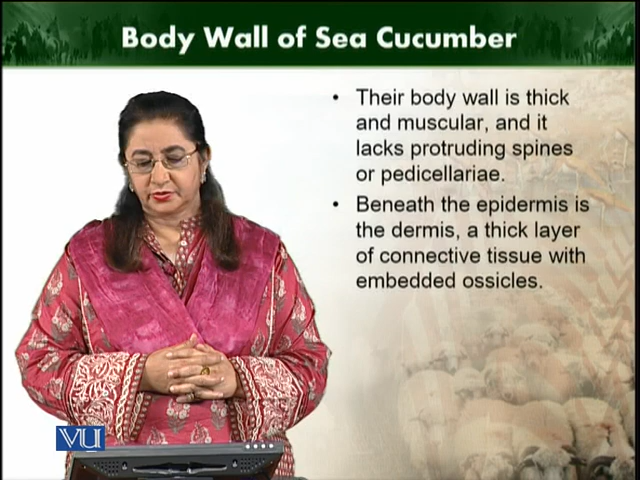 Body Wall of Sea Cucumber
• Their body wall is thick
and muscular, and it
lacks protruding spines
or pedicellariae.
• Beneath the epidermis is
the dermis, a thick layer
of connective tissue with
embedded ossicles.
VU